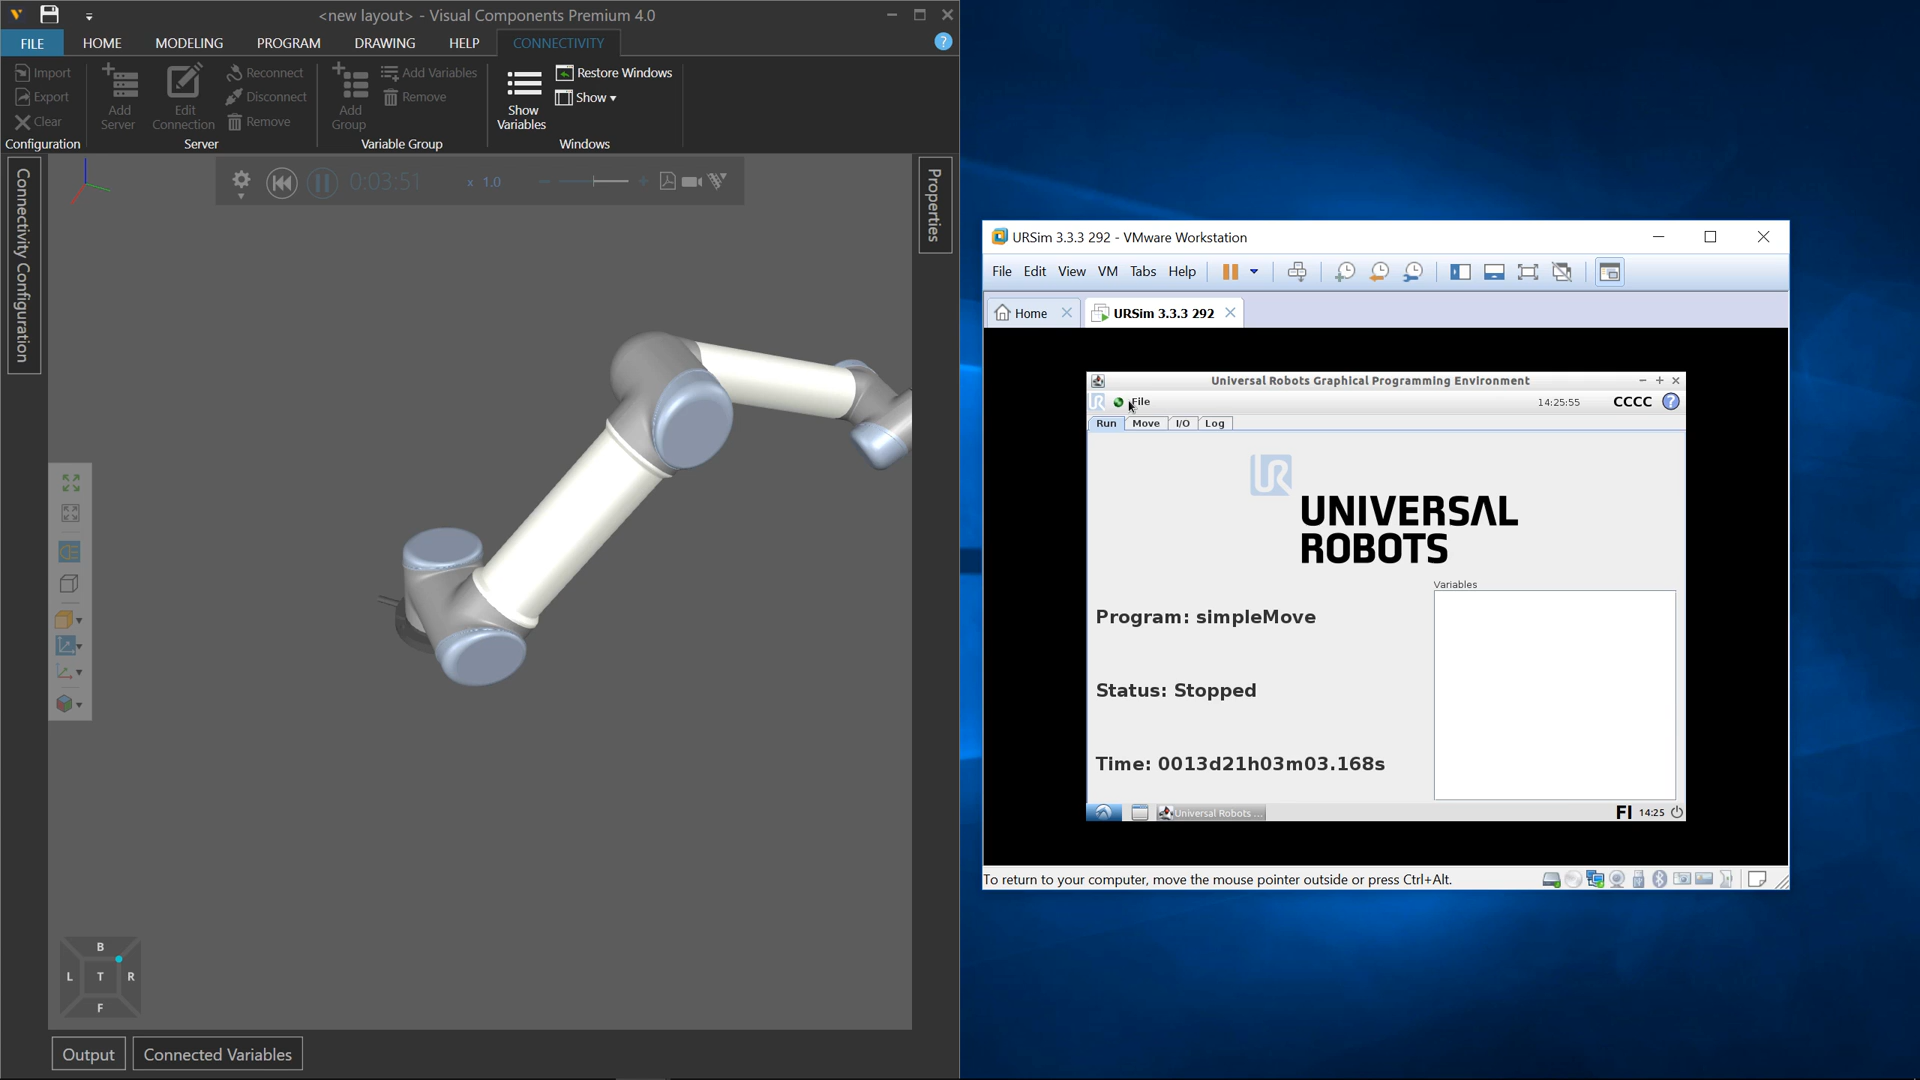 <new layout> - Visual Components Premium 4.0
FILE HOME MODELING PROGRAM DRAWING HELP CONNECTIVITY ?
Import
Export
Clear
Configuration
Add Server
Edit Connection
Reconnect
Disconnect
Remove
Server
Add Group
Add Variables
Remove
Variable Group
Show Variables
Restore Windows
Show
Windows
Connectivity Configuration
0:03:51 x 1.0
Properties
B
L T R
F
Output Connected Variables
URSim 3.3.3 292 - VMware Workstation
File Edit View VM Tabs Help
Home URSim 3.3.3 292
Universal Robots Graphical Programming Environment
UR File 14:25:55 CCCC ?
Run Move I/O Log
UR
UNIVERSAL
ROBOTS
Variables
Program: simpleMove
Status: Stopped
Time: 0013d21h03m03.168s
Universal Robots ... FI 14:25
To return to your computer, move the mouse pointer outside or press Ctrl+Alt.